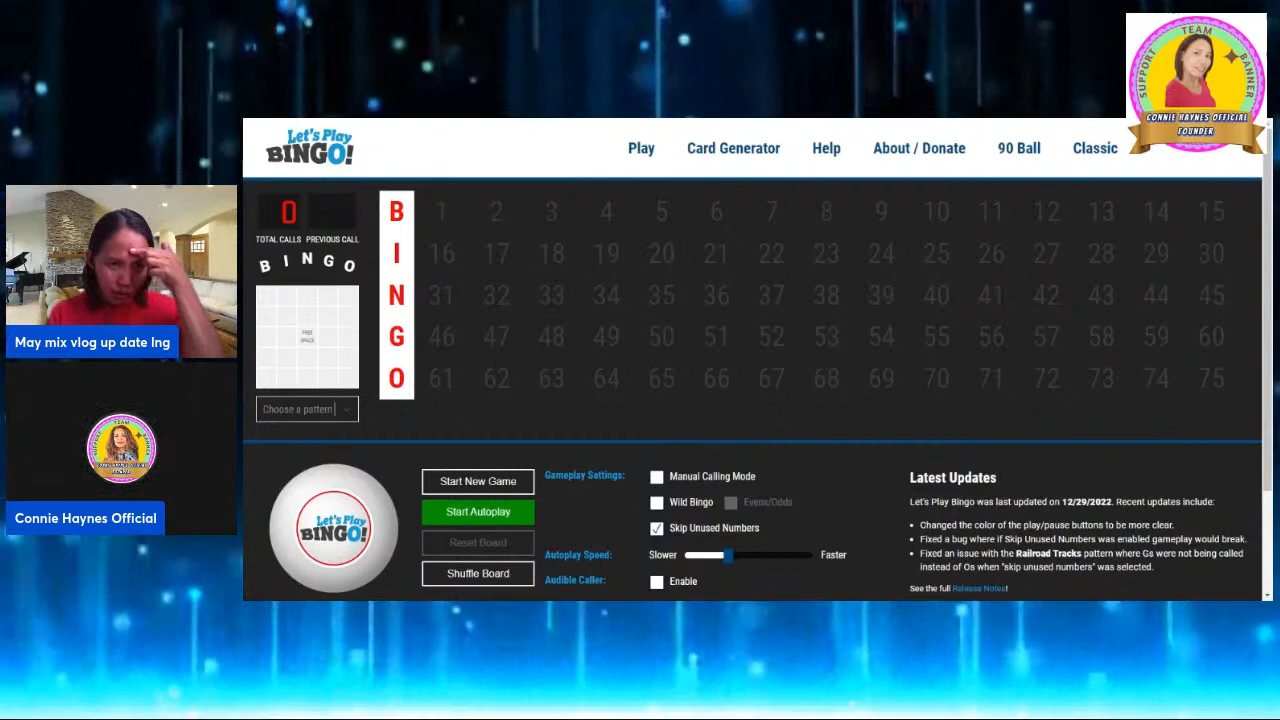 SUPPORT TEAM BANNER
CONNIE HAYNES OFFICIAL
FOUNDER
Let's Play
BINGO!
Play Card Generator Help About / Donate 90 Ball Classic
0
TOTAL CALLS PREVIOUS CALL
BINGO
FREE
SPACE
Choose a pattern
B 1 2 3 4 5 6 7 8 9 10 11 12 13 14 15
I 16 17 18 19 20 21 22 23 24 25 26 27 28 29 30
N 31 32 33 34 35 36 37 38 39 40 41 42 43 44 45
G 46 47 48 49 50 51 52 53 54 55 56 57 58 59 60
O 61 62 63 64 65 66 67 68 69 70 71 72 73 74 75
May mix vlog up date lng
SUPPORT TEAM BANNER
Connie Haynes Official
Let's Play
BINGO!
Start New Game
Start Autoplay
Reset Board
Shuffle Board
Gameplay Settings:
Manual Calling Mode
Wild Bingo Evens/Odds
Skip Unused Numbers
Autoplay Speed: Slower Faster
Audible Caller: Enable
Latest Updates
Let's Play Bingo was last updated on 12/29/2022. Recent updates include:
Changed the color of the play/pause buttons to be more clear.
Fixed a bug where if Skip Unused Numbers was enabled gameplay would break.
Fixed an issue with the Railroad Tracks pattern where Gs were not being called
instead of Os when "skip unused numbers" was selected.
See the full Release Notes!